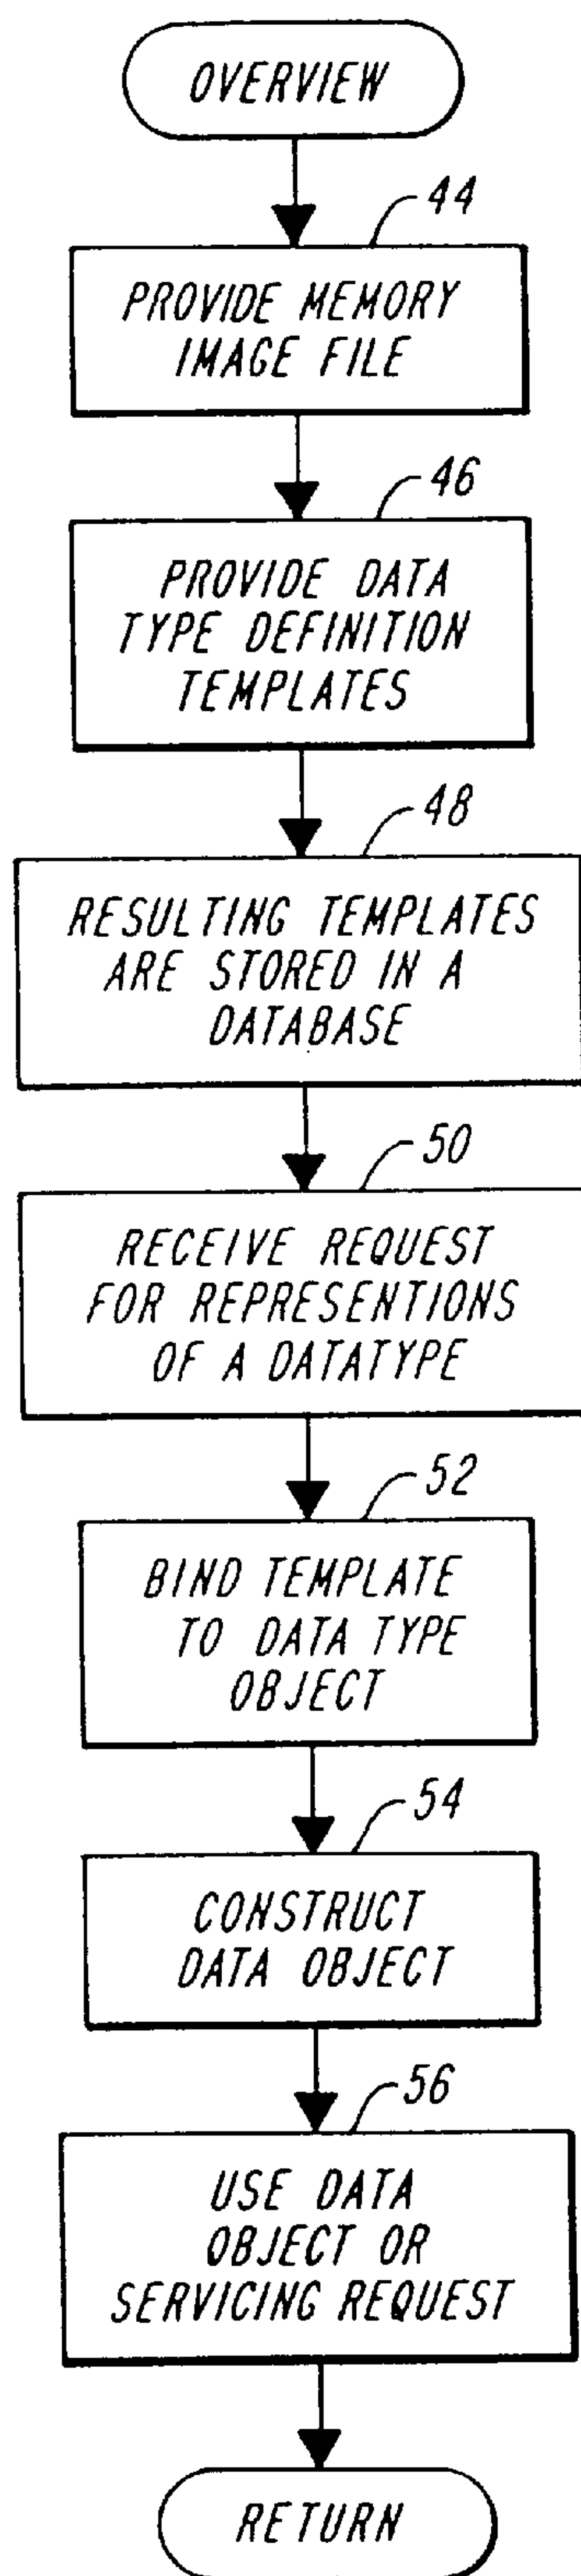 OVERVIEW
44
PROVIDE MEMORY
IMAGE FILE
46
PROVIDE DATA
TYPE DEFINITION
TEMPLATES
48
RESULTING TEMPLATES
ARE STORED IN A
DATABASE
50
RECEIVE REQUEST
FOR REPRESENTIONS
OF A DATATYPE
52
BIND TEMPLATE
TO DATA TYPE
OBJECT
54
CONSTRUCT
DATA OBJECT
56
USE DATA
OBJECT OR
SERVICING REQUEST
RETURN